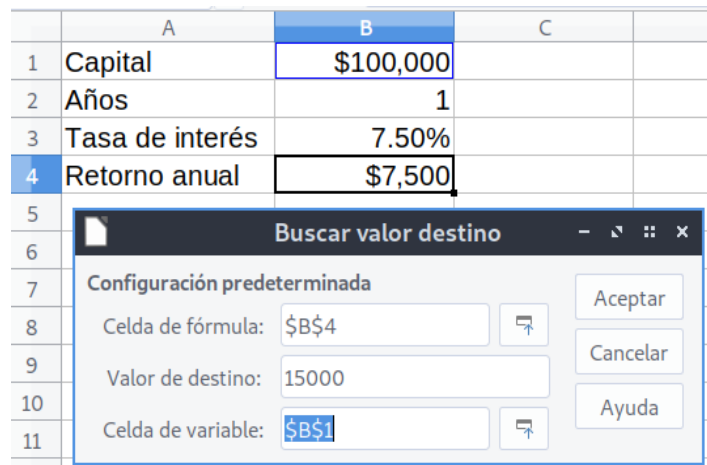 A B C
1 Capital $100,000
2 Años 1
3 Tasa de interés 7.50%
4 Retorno anual $7,500
5
Buscar valor destino
6
7
Configuración predeterminada
Aceptar
8
Celda de fórmula: $B$4
9
Cancelar
Valor de destino: 15000
10
Ayuda
11
Celda de variable: $B$1